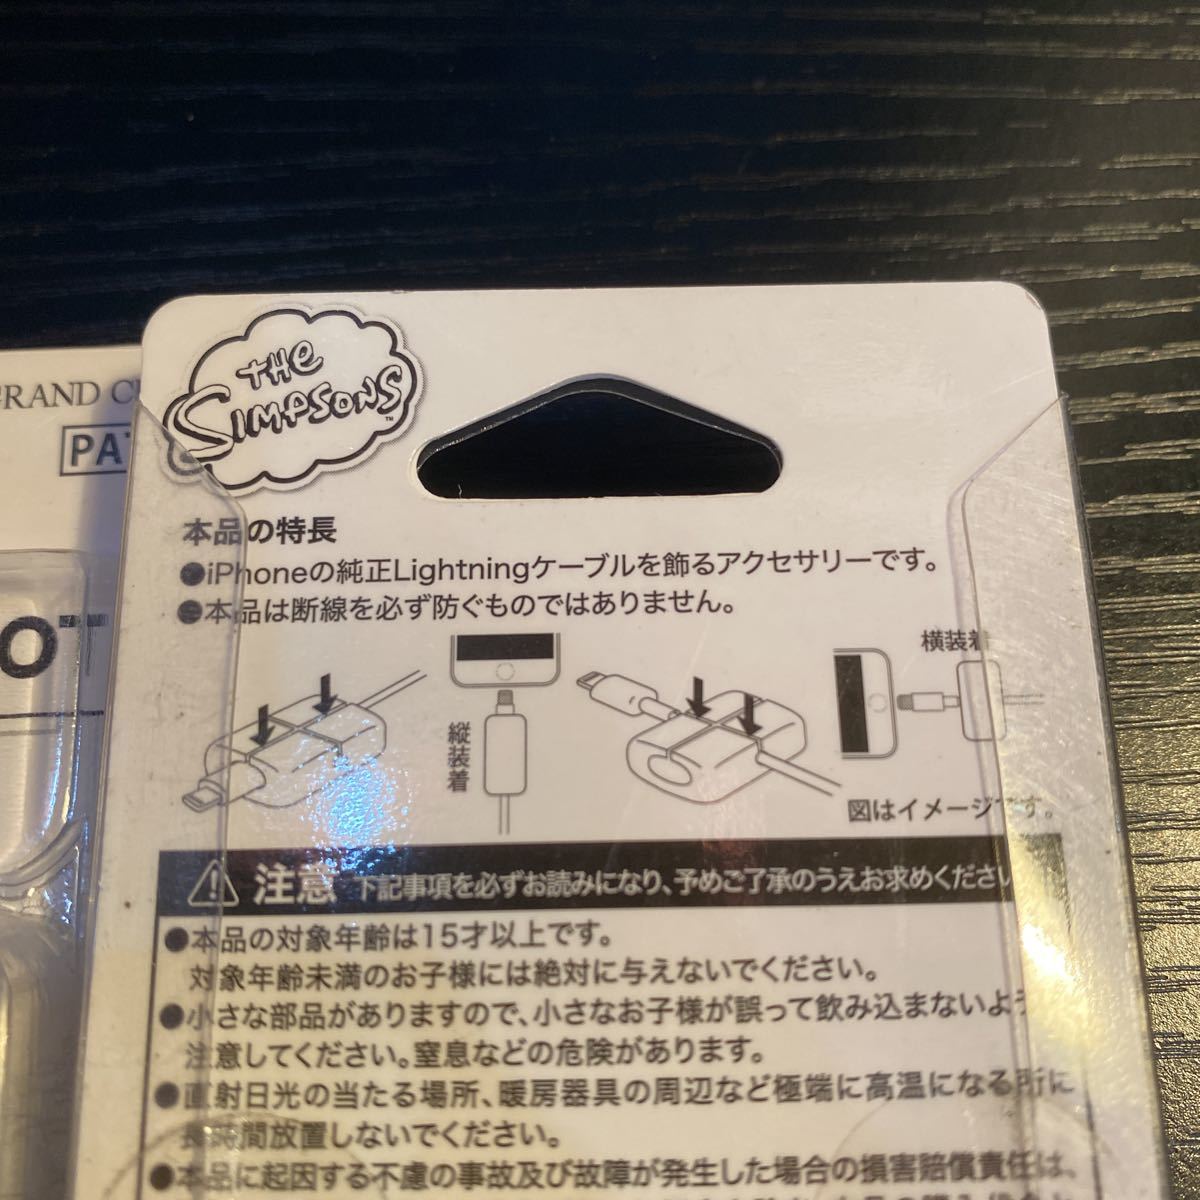 THE
SIMPSONS
TM
本品の特長
●iPhoneの純正Lightningケーブルを飾るアクセサリーです。
●本品は断線を必ず防ぐものではありません。
縦装着
横装着
図はイメージです。
注意 下記事項を必ずお読みになり、予めご了承のうえお求めください
●本品の対象年齢は15才以上です。
対象年齢未満のお子様には絶対に与えないでください。
●小さな部品がありますので、小さなお子様が誤って飲み込まないよう
注意してください。窒息などの危険があります。
●直射日光の当たる場所、暖房器具の周辺など極端に高温になる所に
長時間放置しないでください。
●本品に起因する不慮の事故及び故障が発生した場合の損害賠償責任は、
GRAND
PAT
OT